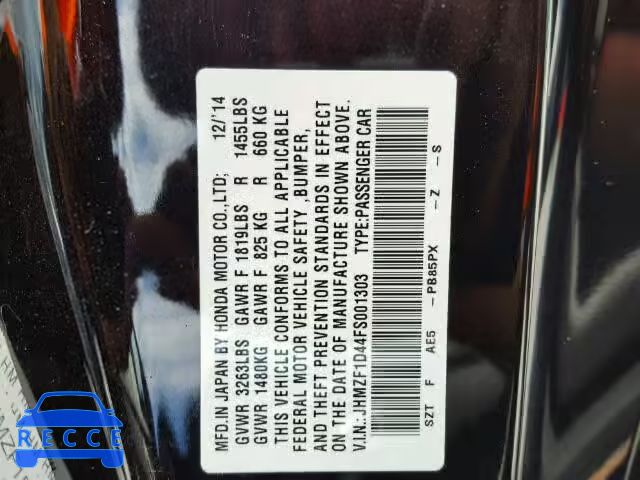 MFD.IN JAPAN BY HONDA MOTOR CO.,LTD; 12/'14
GVWR 3263LBS GAWR F 1819LBS R 1455LBS
GVWR 1480KG GAWR F 825 KG R 660 KG
THIS VEHICLE CONFORMS TO ALL APPLICABLE
FEDERAL MOTOR VEHICLE SAFETY ,BUMPER,
AND THEFT PREVENTION STANDARDS IN EFFECT
ON THE DATE OF MANUFACTURE SHOWN ABOVE.
V.I.N.: JHMZF1D44FS001303 TYPE:PASSENGER CAR
SZT F AE5 -PB85PX -Z -S
RECCE